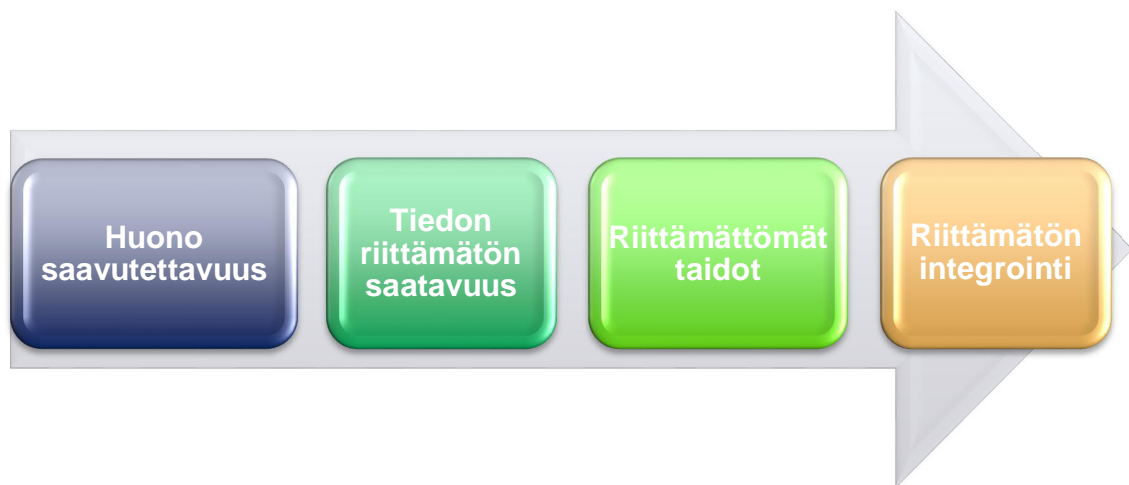 Huono
saavutettavuus
Tiedon
riittämätön
saatavuus
Riittämättömät
taidot
Riittämätön
integrointi